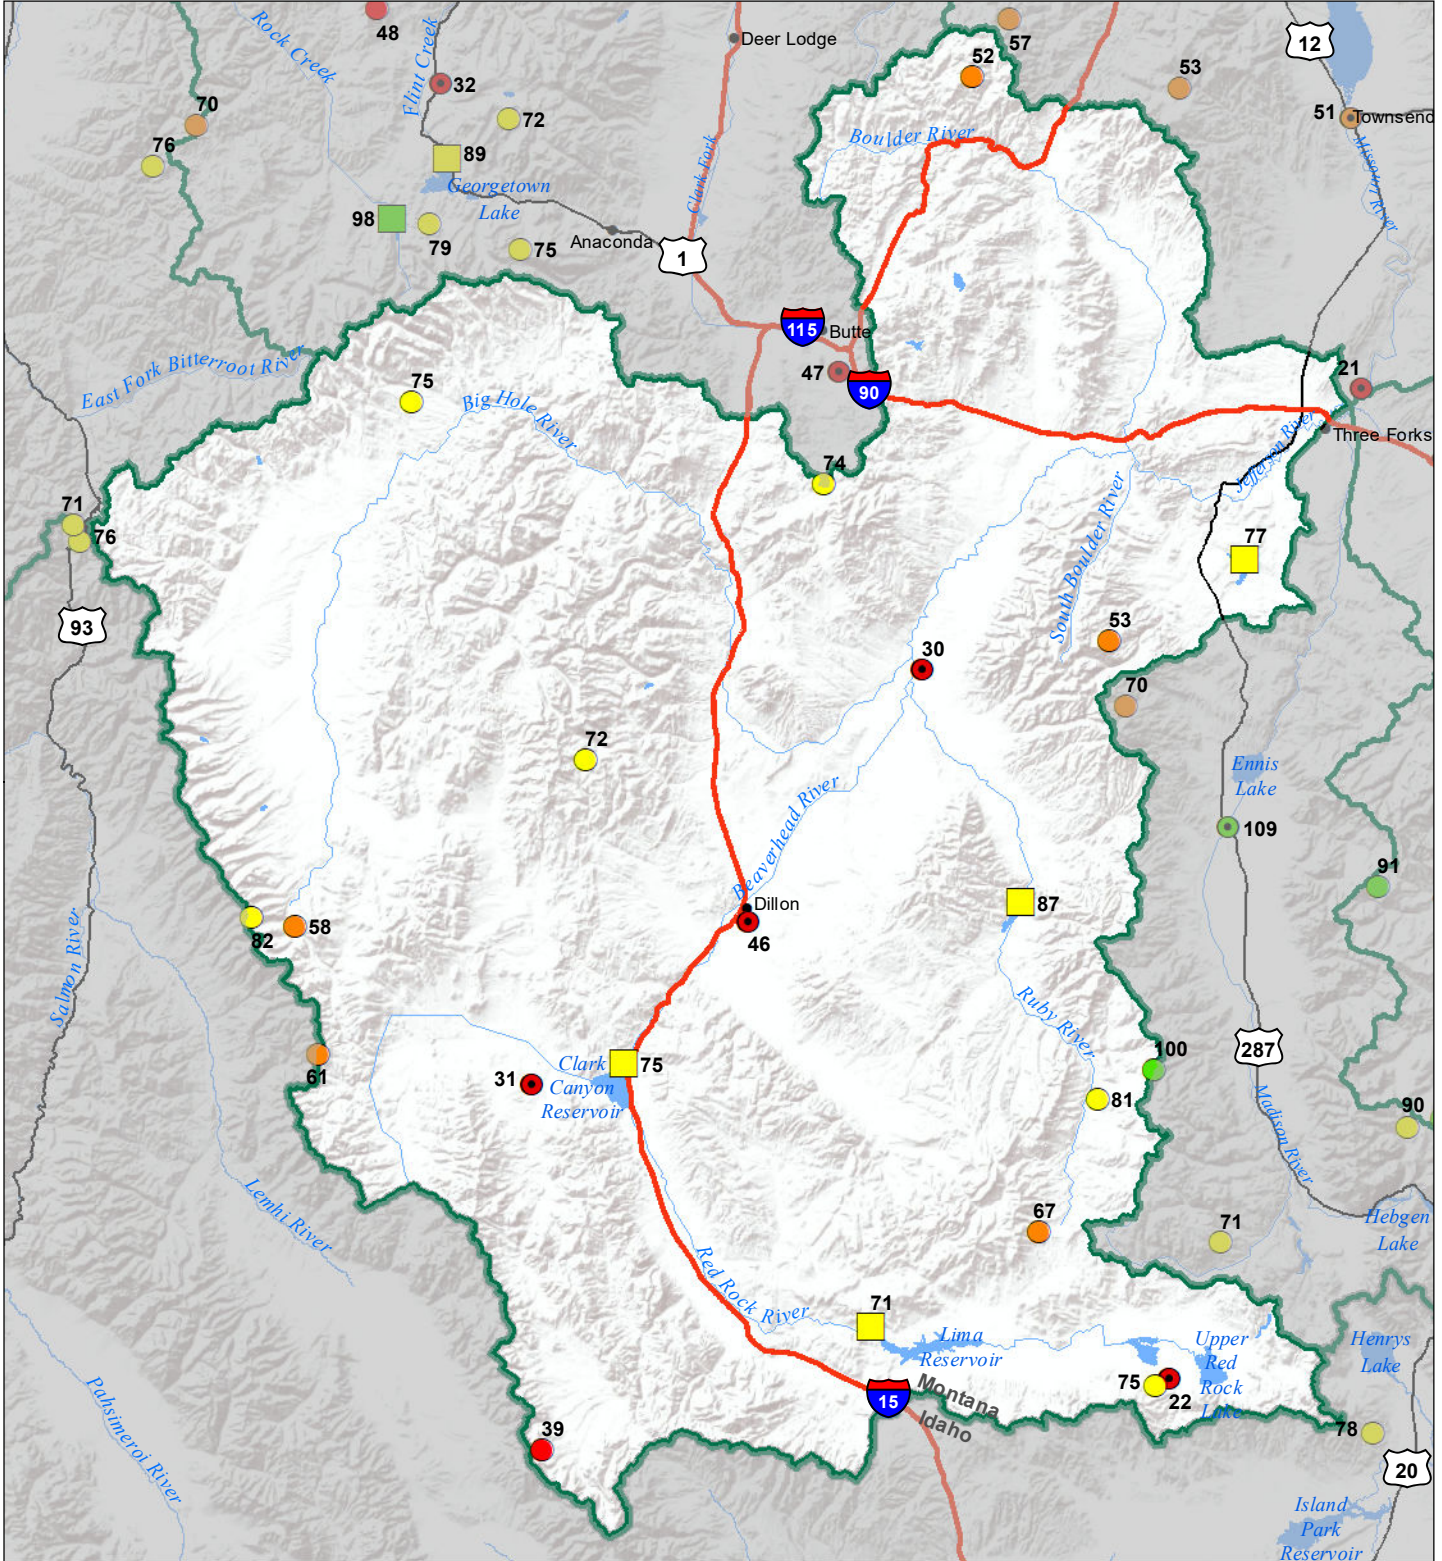 48
Rock Creek
Flint Creek
32
72
70
76
89
Georgetown
Lake
98
79
75
Anaconda
Deer Lodge
Clark Fork
1
115
Butte
47
90
52
57
53
12
51
Townsend
Missouri River
Boulder River
21
Three Forks
Jefferson River
East Fork Bitterroot River
75
Big Hole River
74
71
76
93
77
South Boulder River
53
30
70
72
Ennis
Lake
109
91
Beaverhead River
Dillon
46
87
82
58
Salmon River
Ruby River
287
61
31
Clark
Canyon
Reservoir
75
100
81
90
Madison River
Lemhi River
67
71
Hebgen
Lake
Red Rock River
71
Lima
Reservoir
Upper
Red
Rock
Lake
Henrys
Lake
75
22
15
Montana
Idaho
39
78
20
Pahsimeroi River
Island
Park
Reservoir